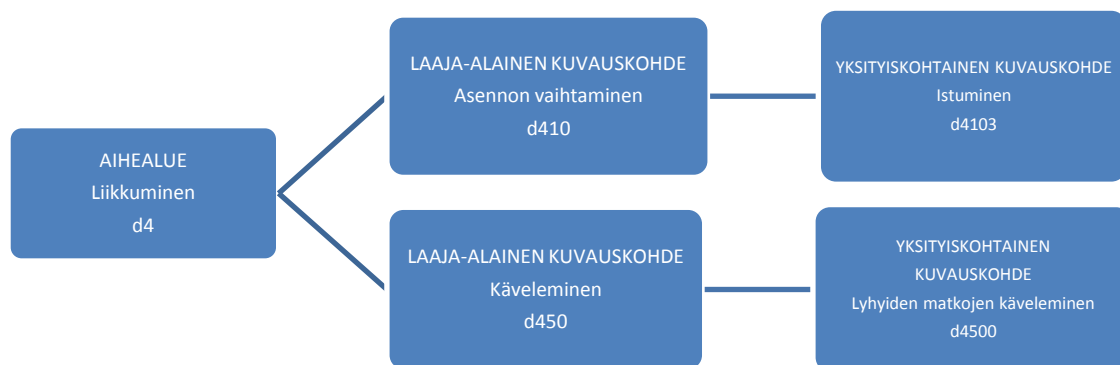 AIHEALUE
Liikkuminen
d4
LAAJA-ALAINEN KUVAUSKOHDE
Asennon vaihtaminen
d410
YKSITYISKOHTAINEN KUVAUSKOHDE
Istuminen
d4103
LAAJA-ALAINEN KUVAUSKOHDE
Käveleminen
d450
YKSITYISKOHTAINEN
KUVAUSKOHDE
Lyhyiden matkojen käveleminen
d4500